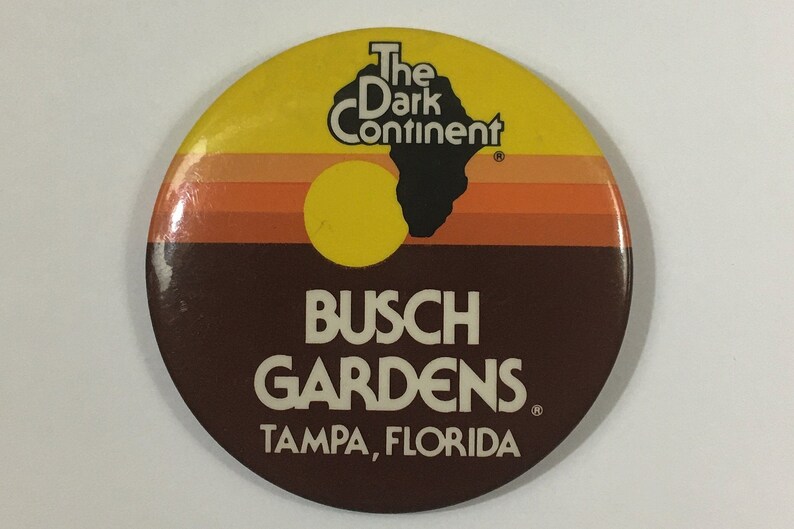 The
Dark
Continent®
BUSCH
GARDENS®
TAMPA, FLORIDA